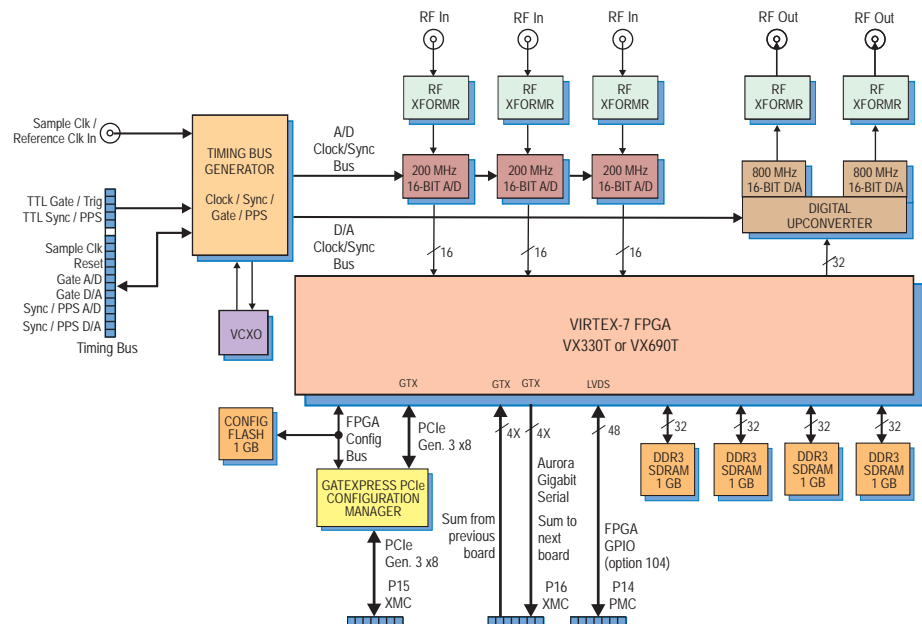 RF In
RF In
RF In
RF Out
RF Out
RF
XFORMR
RF
XFORMR
RF
XFORMR
RF
XFORMR
RF
XFORMR
Sample Clk /
Reference Clk In
TIMING BUS
GENERATOR
Clock / Sync /
Gate / PPS
A/D
Clock/Sync
Bus
200 MHz
16-BIT A/D
200 MHz
16-BIT A/D
200 MHz
16-BIT A/D
800 MHz
16-BIT D/A
800 MHz
16-BIT D/A
DIGITAL
UPCONVERTER
TTL Gate / Trig
TTL Sync / PPS
Sample Clk
Reset
Gate A/D
Gate D/A
Sync / PPS A/D
Sync / PPS D/A
Timing Bus
D/A
Clock/Sync
Bus
16
16
16
32
VCXO
VIRTEX-7 FPGA
VX330T or VX690T
GTX
GTX
GTX
LVDS
CONFIG
FLASH
1 GB
FPGA
Config
Bus
PCIe
Gen. 3 x8
4X
4X
48
32
32
32
32
DDR3
SDRAM
1 GB
DDR3
SDRAM
1 GB
DDR3
SDRAM
1 GB
DDR3
SDRAM
1 GB
GATEXPRESS PCIe
CONFIGURATION
MANAGER
Aurora
Gigabit
Serial
Sum from
previous
board
Sum to
next
board
FPGA
GPIO
(option 104)
PCIe
Gen. 3 x8
P15
XMC
P16
XMC
P14
PMC